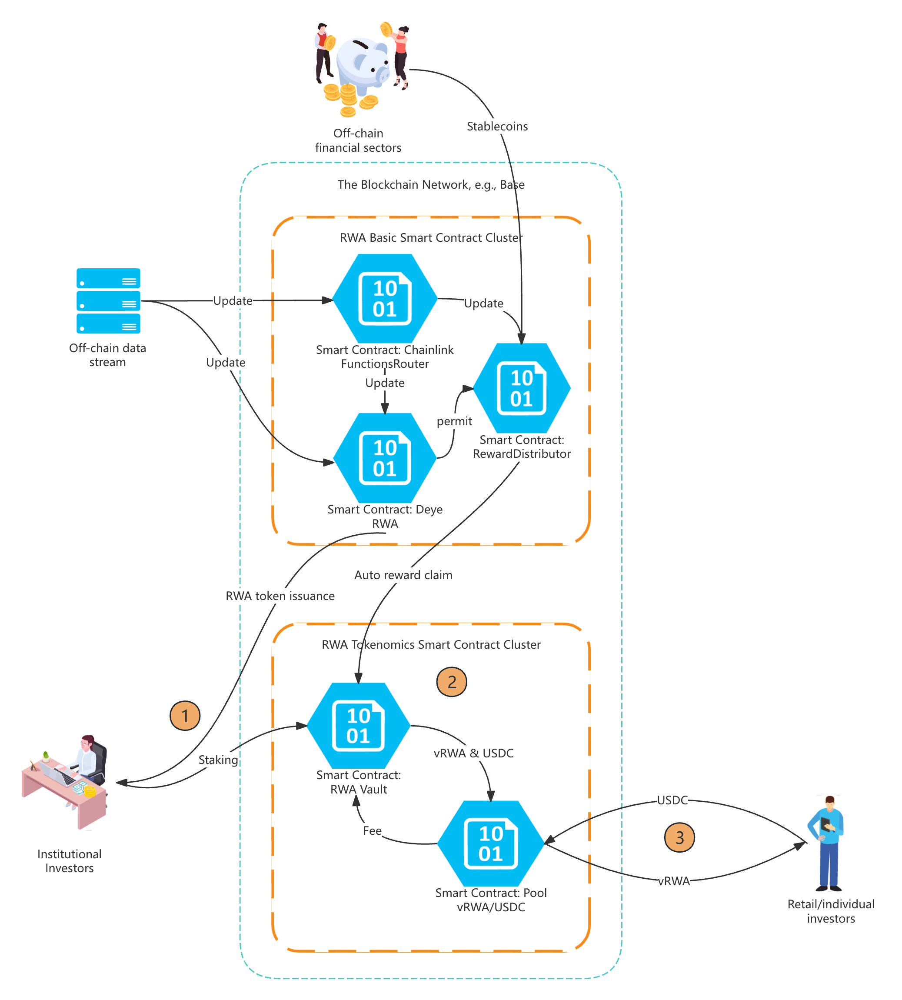 Off-chain
financial sectors
Stablecoins
The Blockchain Network, e.g., Base
RWA Basic Smart Contract Cluster
10
01
Update
Update
Smart Contract: Chainlink
FunctionsRouter
Off-chain data
stream
Update
Update
10
01
permit
Smart Contract:
RewardDistributor
10
01
Smart Contract: Deye
RWA
Auto reward claim
RWA token issuance
RWA Tokenomics Smart Contract Cluster
2
1
10
01
Staking
vRWA & USDC
Smart Contract:
RWA Vault
Fee
10
01
USDC
3
vRWA
Institutional
Investors
Smart Contract: Pool
vRWA/USDC
Retail/individual
investors